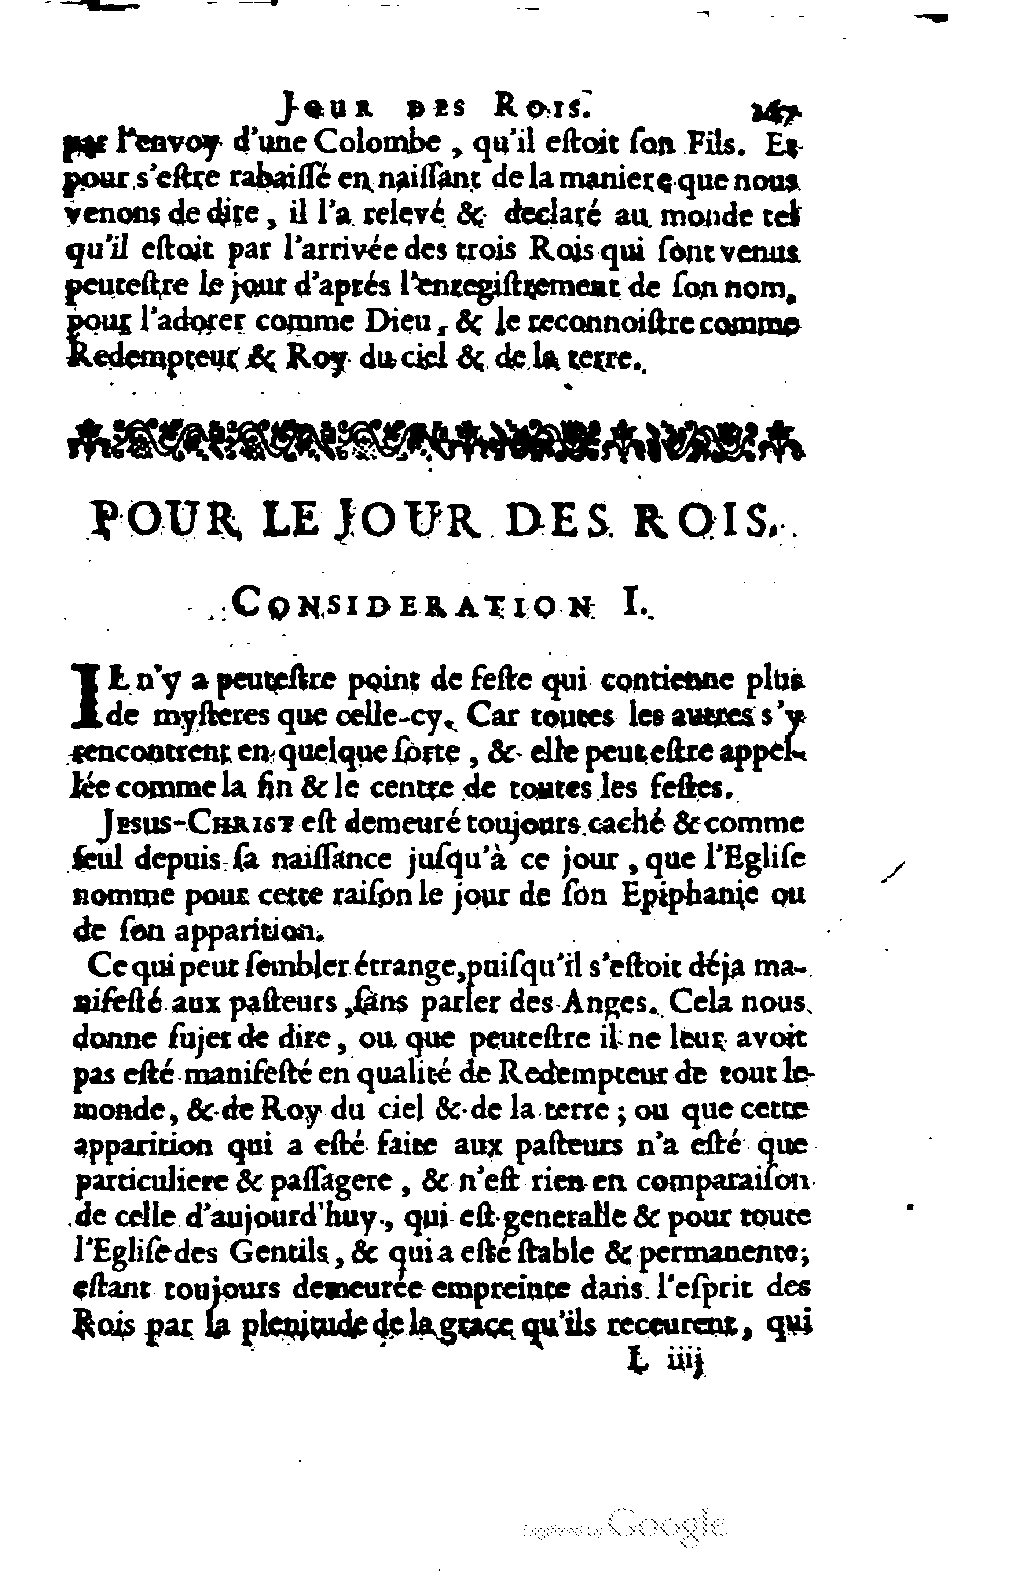 JOUR DES ROIS. 167
par l'envoy d'une Colombe, qu'il eſtoit ſon Fils. Et
pour s'eſtre rabaiſſé en naiſſant de la maniere que nous
venons de dire, il l'a relevé & declaré au monde tel
qu'il eſtoit par l'arrivée des trois Rois qui ſont venus
peuteſtre le jour d'aprés l'enregiſtrement de ſon nom,
pour l'adorer comme Dieu, & le reconnoiſtre comme
Redempteur & Roy du ciel & de la terre.
POUR LE JOUR DES ROIS.
CONSIDERATION I.
IL n'y a peuteſtre point de feſte qui contienne plus
de myſteres que celle-cy. Car toutes les autres s'y
rencontrent en quelque ſorte, & elle peut eſtre appel-
lée comme la fin & le centre de toutes les feſtes.
JESUS-CHRIST eſt demeuré toujours caché & comme
ſeul depuis ſa naiſſance juſqu'à ce jour, que l'Egliſe
nomme pour cette raiſon le jour de ſon Epiphanie ou
de ſon apparition.
Ce qui peut ſembler étrange, puiſqu'il s'eſtoit déja ma-
nifeſté aux paſteurs, ſans parler des Anges. Cela nous
donne ſujet de dire, ou que peuteſtre il ne leur avoit
pas eſté manifeſté en qualité de Redempteur de tout le
monde, & de Roy du ciel & de la terre; ou que cette
apparition qui a eſté faite aux paſteurs n'a eſté que
particuliere & paſſagere, & n'eſt rien en comparaiſon
de celle d'aujourd'huy, qui eſt generalle & pour toute
l'Egliſe des Gentils, & qui a eſté ſtable & permanente;
eſtant toujours demeurée empreinte dans l'eſprit des
Rois par la plenitude de la grace qu'ils receurent, qui
L iiij
Digitized by Google